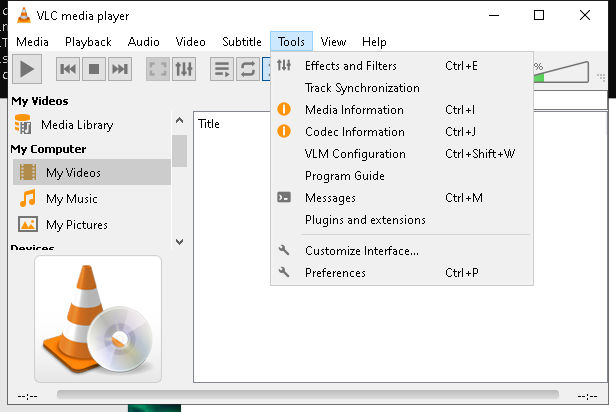 VLC media player
Media Playback Audio Video Subtitle Tools View Help
%
My Videos
Media Library
My Computer
My Videos
My Music
My Pictures
Devices
Title
Effects and Filters Ctrl+E
Track Synchronization
Media Information Ctrl+I
Codec Information Ctrl+J
VLM Configuration Ctrl+Shift+W
Program Guide
Messages Ctrl+M
Plugins and extensions
Customize Interface...
Preferences Ctrl+P
--:-- --:--